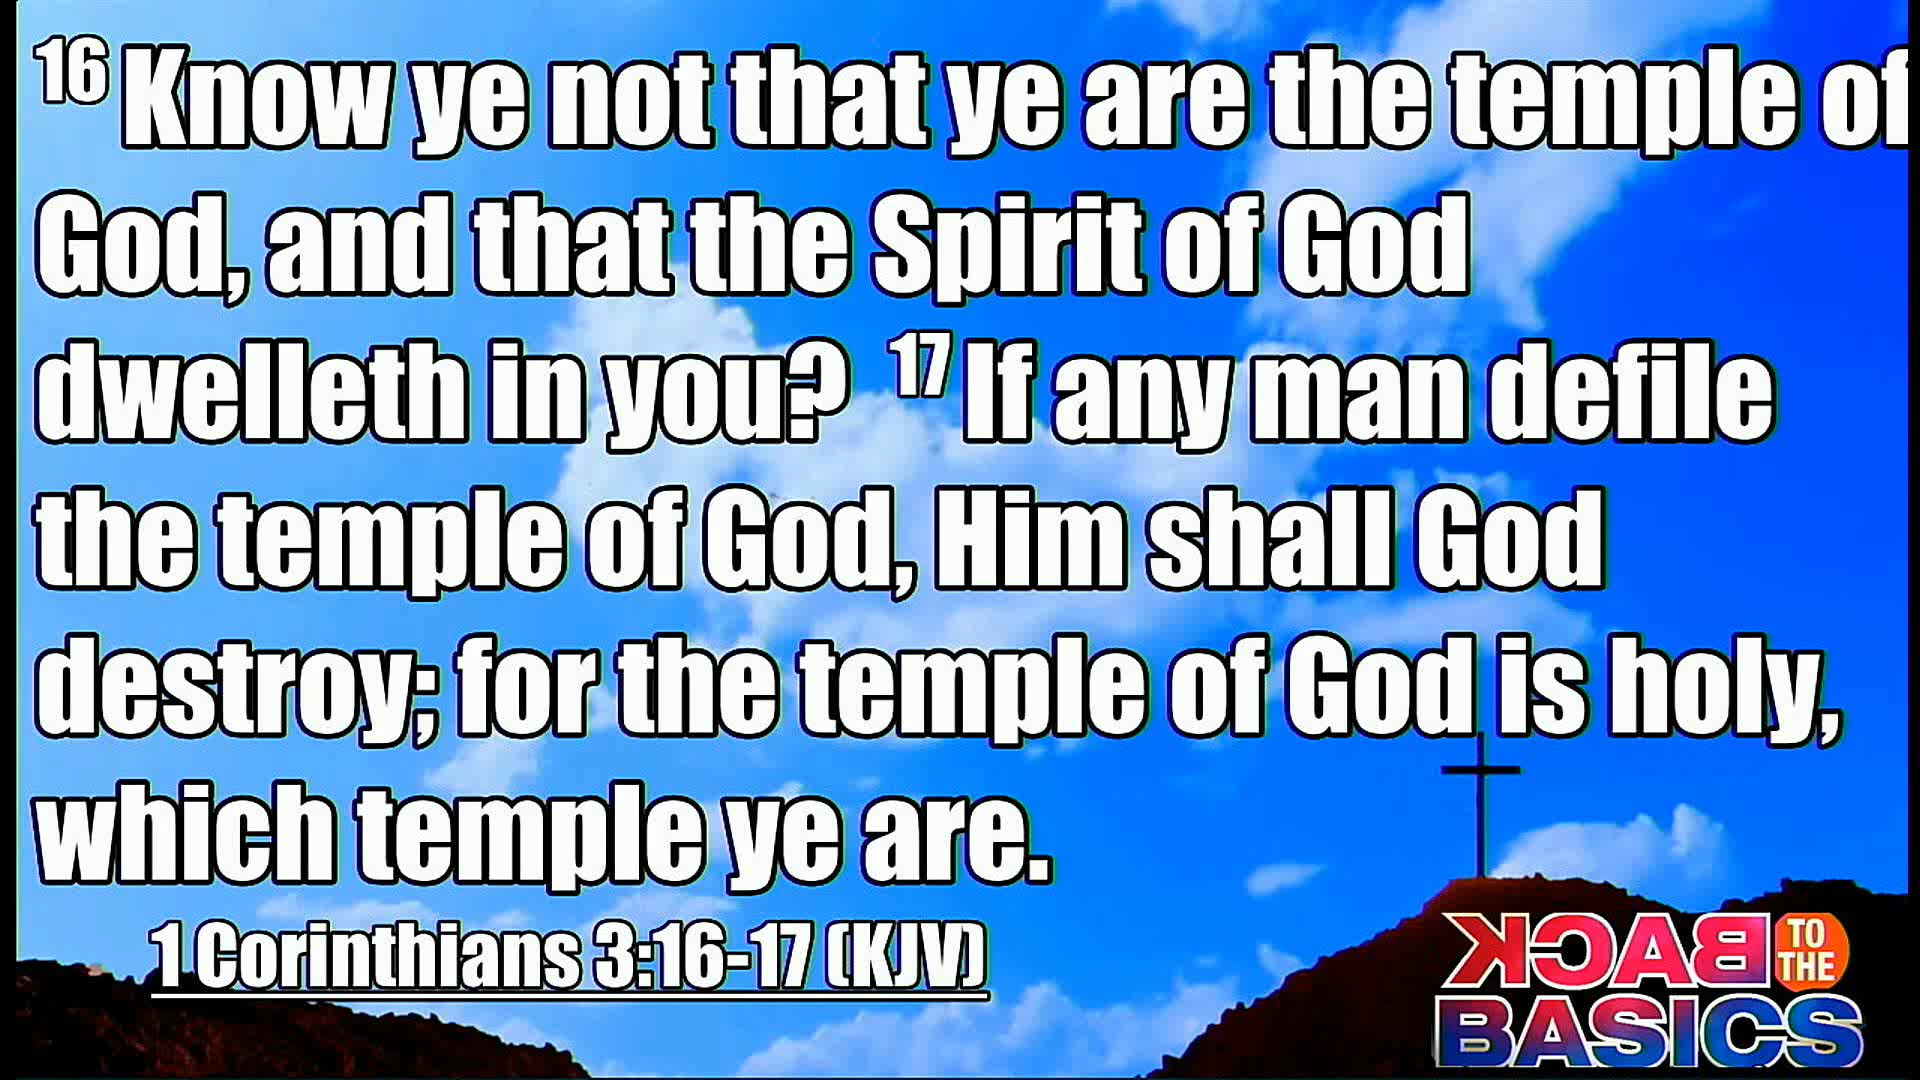 16 Know ye not that ye are the temple of
God, and that the Spirit of God
dwelleth in you? 17 If any man defile
the temple of God, Him shall God
destroy; for the temple of God is holy,
which temple ye are.
1 Corinthians 3:16-17 (KJV)
BACK
TO
THE
BASICS